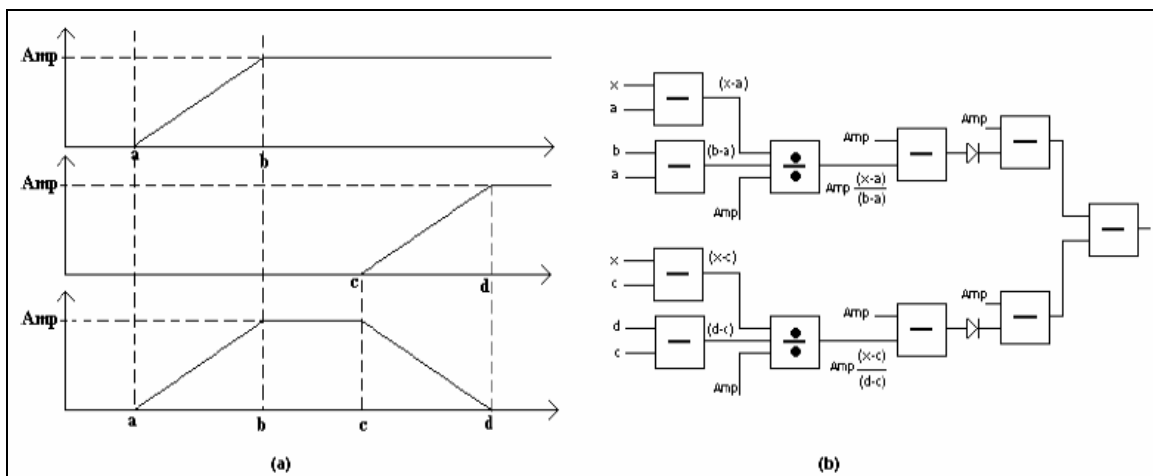 Amp
a
b
Amp
c
d
Amp
a
b
c
d
(a)
x
a
(x-a)
b
a
(b-a)
Amp
Amp (x-a)
(b-a)
Amp
Amp
x
c
(x-c)
d
c
(d-c)
Amp
Amp (x-c)
(d-c)
Amp
Amp
(b)